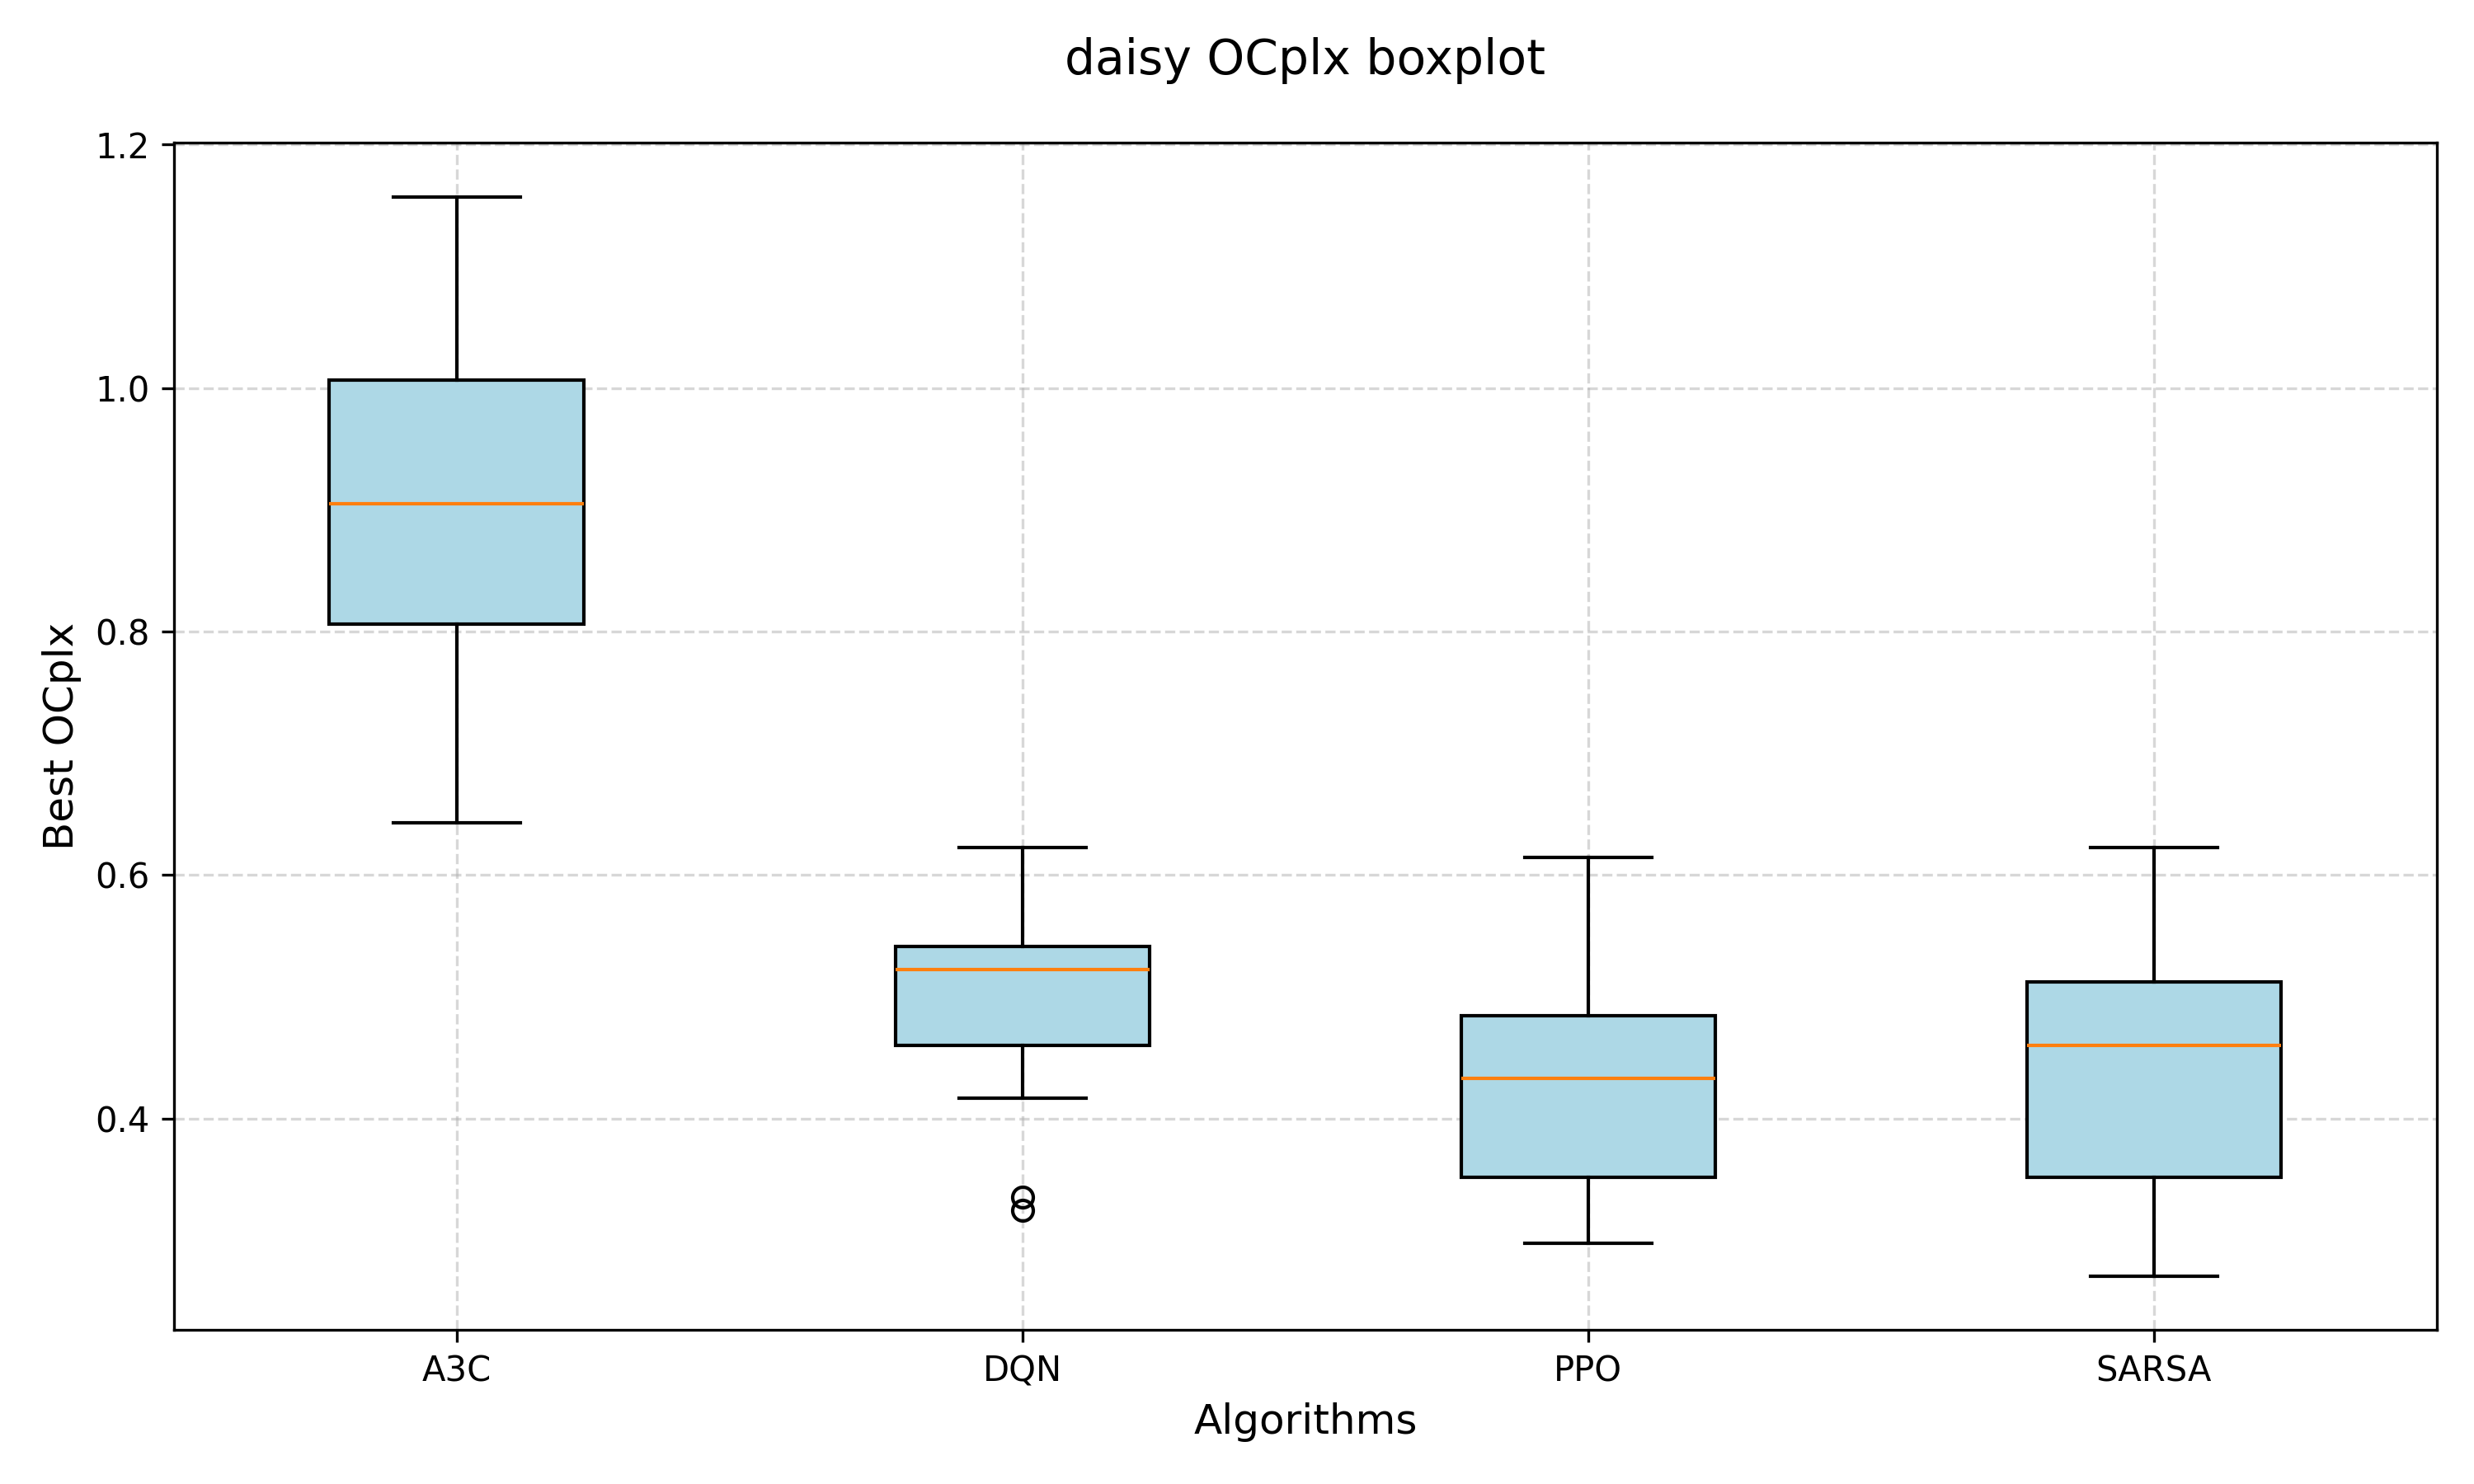 daisy OCplx boxplot
1.2
1.0
0.8
0.6
0.4
Best OCplx
A3C
DQN
PPO
SARSA
Algorithms